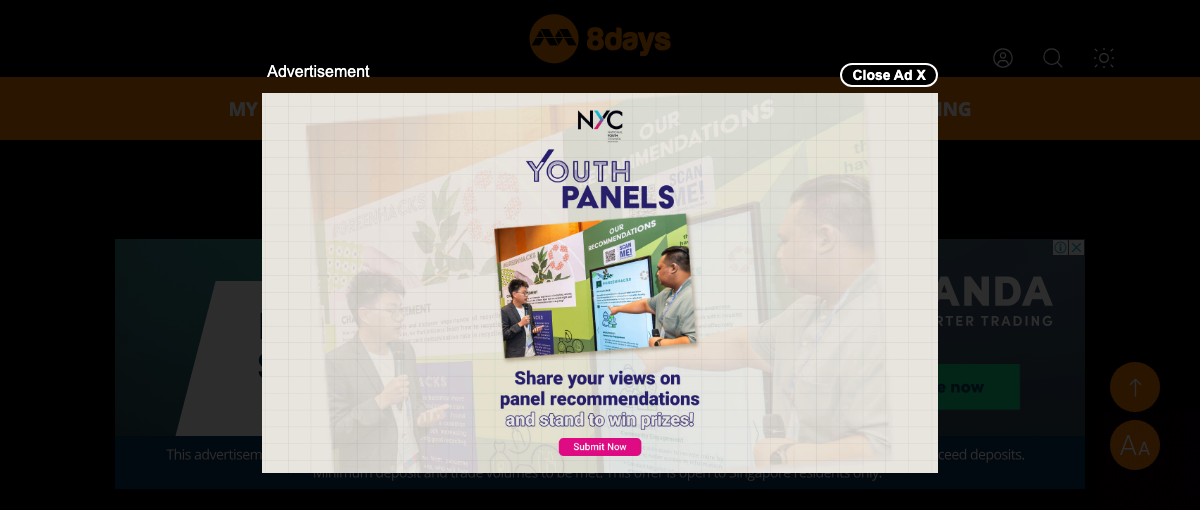 8days
Advertisement
Close Ad X
MY
ING
NYC
YOUTH
PANELS
OUR
RECOMMENDATIONS
SCAN
ME!
Share your views on
panel recommendations
and stand to win prizes!
Submit Now
ANDA
RTER TRADING
e now
This advertisem
ceed deposits.
Minimum deposit and trade volumes to be met. This offer is open to Singapore residents only.
AA